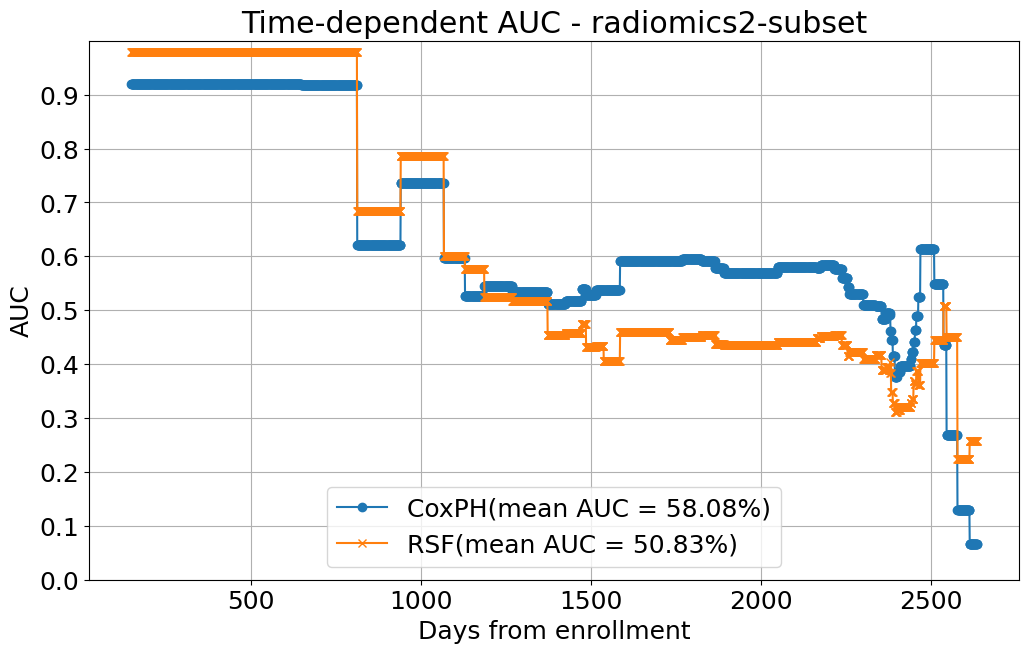 Time-dependent AUC - radiomics2-subset
AUC
0.9
0.8
0.7
0.6
0.5
0.4
0.3
0.2
0.1
0.0
CoxPH(mean AUC = 58.08%)
RSF(mean AUC = 50.83%)
500 1000 1500 2000 2500
Days from enrollment